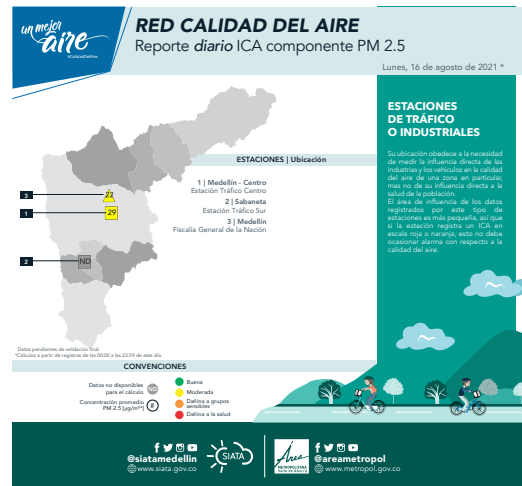 un mejor
aire
#CalidadDelAire
RED CALIDAD DEL AIRE
Reporte diario ICA componente PM 2.5
Lunes, 16 de agosto de 2021 *
ESTACIONES
DE TRÁFICO
O INDUSTRIALES
Su ubicación obedece a la necesidad
de medir la influencia directa de las
industrias y los vehículos en la calidad
del aire de una zona en particular,
mas no de su influencia directa a la
salud de la población.
El área de influencia de los datos
registrados por este tipo de
estaciones es más pequeña, así que
si la estación registra un ICA en
escala roja o naranja, esto no debe
ocasionar alarma con respecto a la
calidad del aire.
ESTACIONES | Ubicación
1 | Medellín - Centro
Estación Tráfico Centro
2 | Sabaneta
Estación Tráfico Sur
3 | Medellín
Fiscalía General de la Nación
3
22
1
29
2
ND
Datos pendientes de validación final.
*Cálculos a partir de registros de las 00:00 a las 23:59 de este día.
CONVENCIONES
Datos no disponibles
para el cálculo
ND
Concentración promedio
PM 2.5 [µg/m³*]
#
Buena
Moderada
Dañina a grupos
sensibles
Dañina a la salud
@siatamedellin
www.siata.gov.co
SIATA
Área
METROPOLITANA
Valle de Aburrá
@areametropol
www.metropol.gov.co